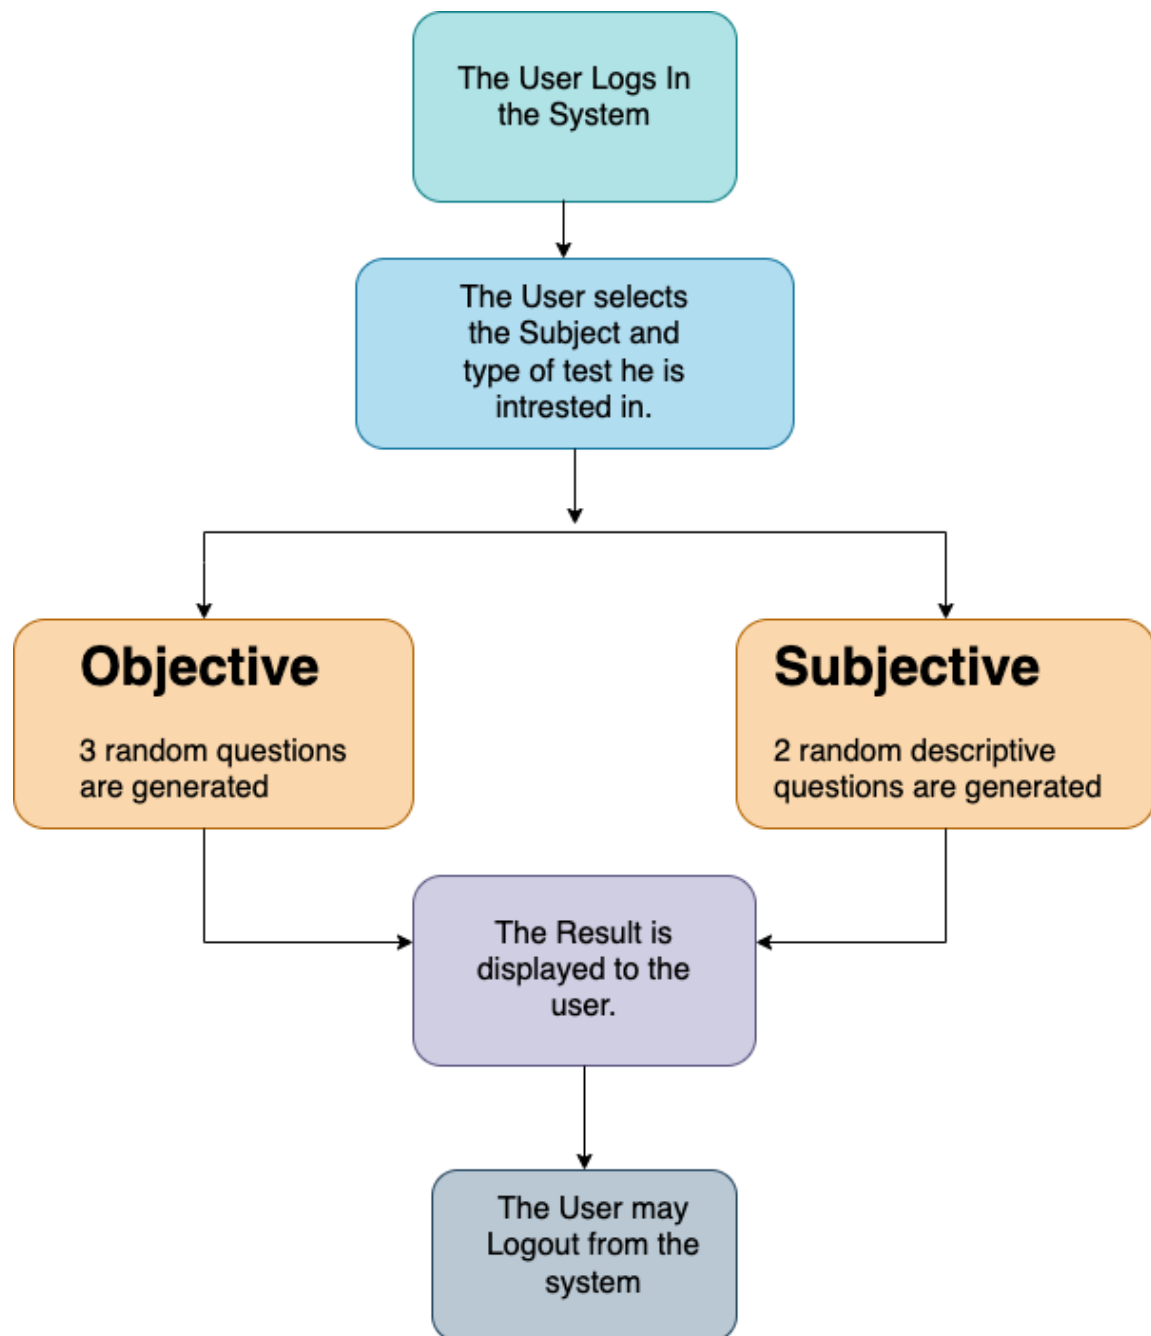 The User Logs In
the System
The User selects
the Subject and
type of test he is
intrested in.
Objective
3 random questions
are generated
Subjective
2 random descriptive
questions are generated
The Result is
displayed to the
user.
The User may
Logout from the
system